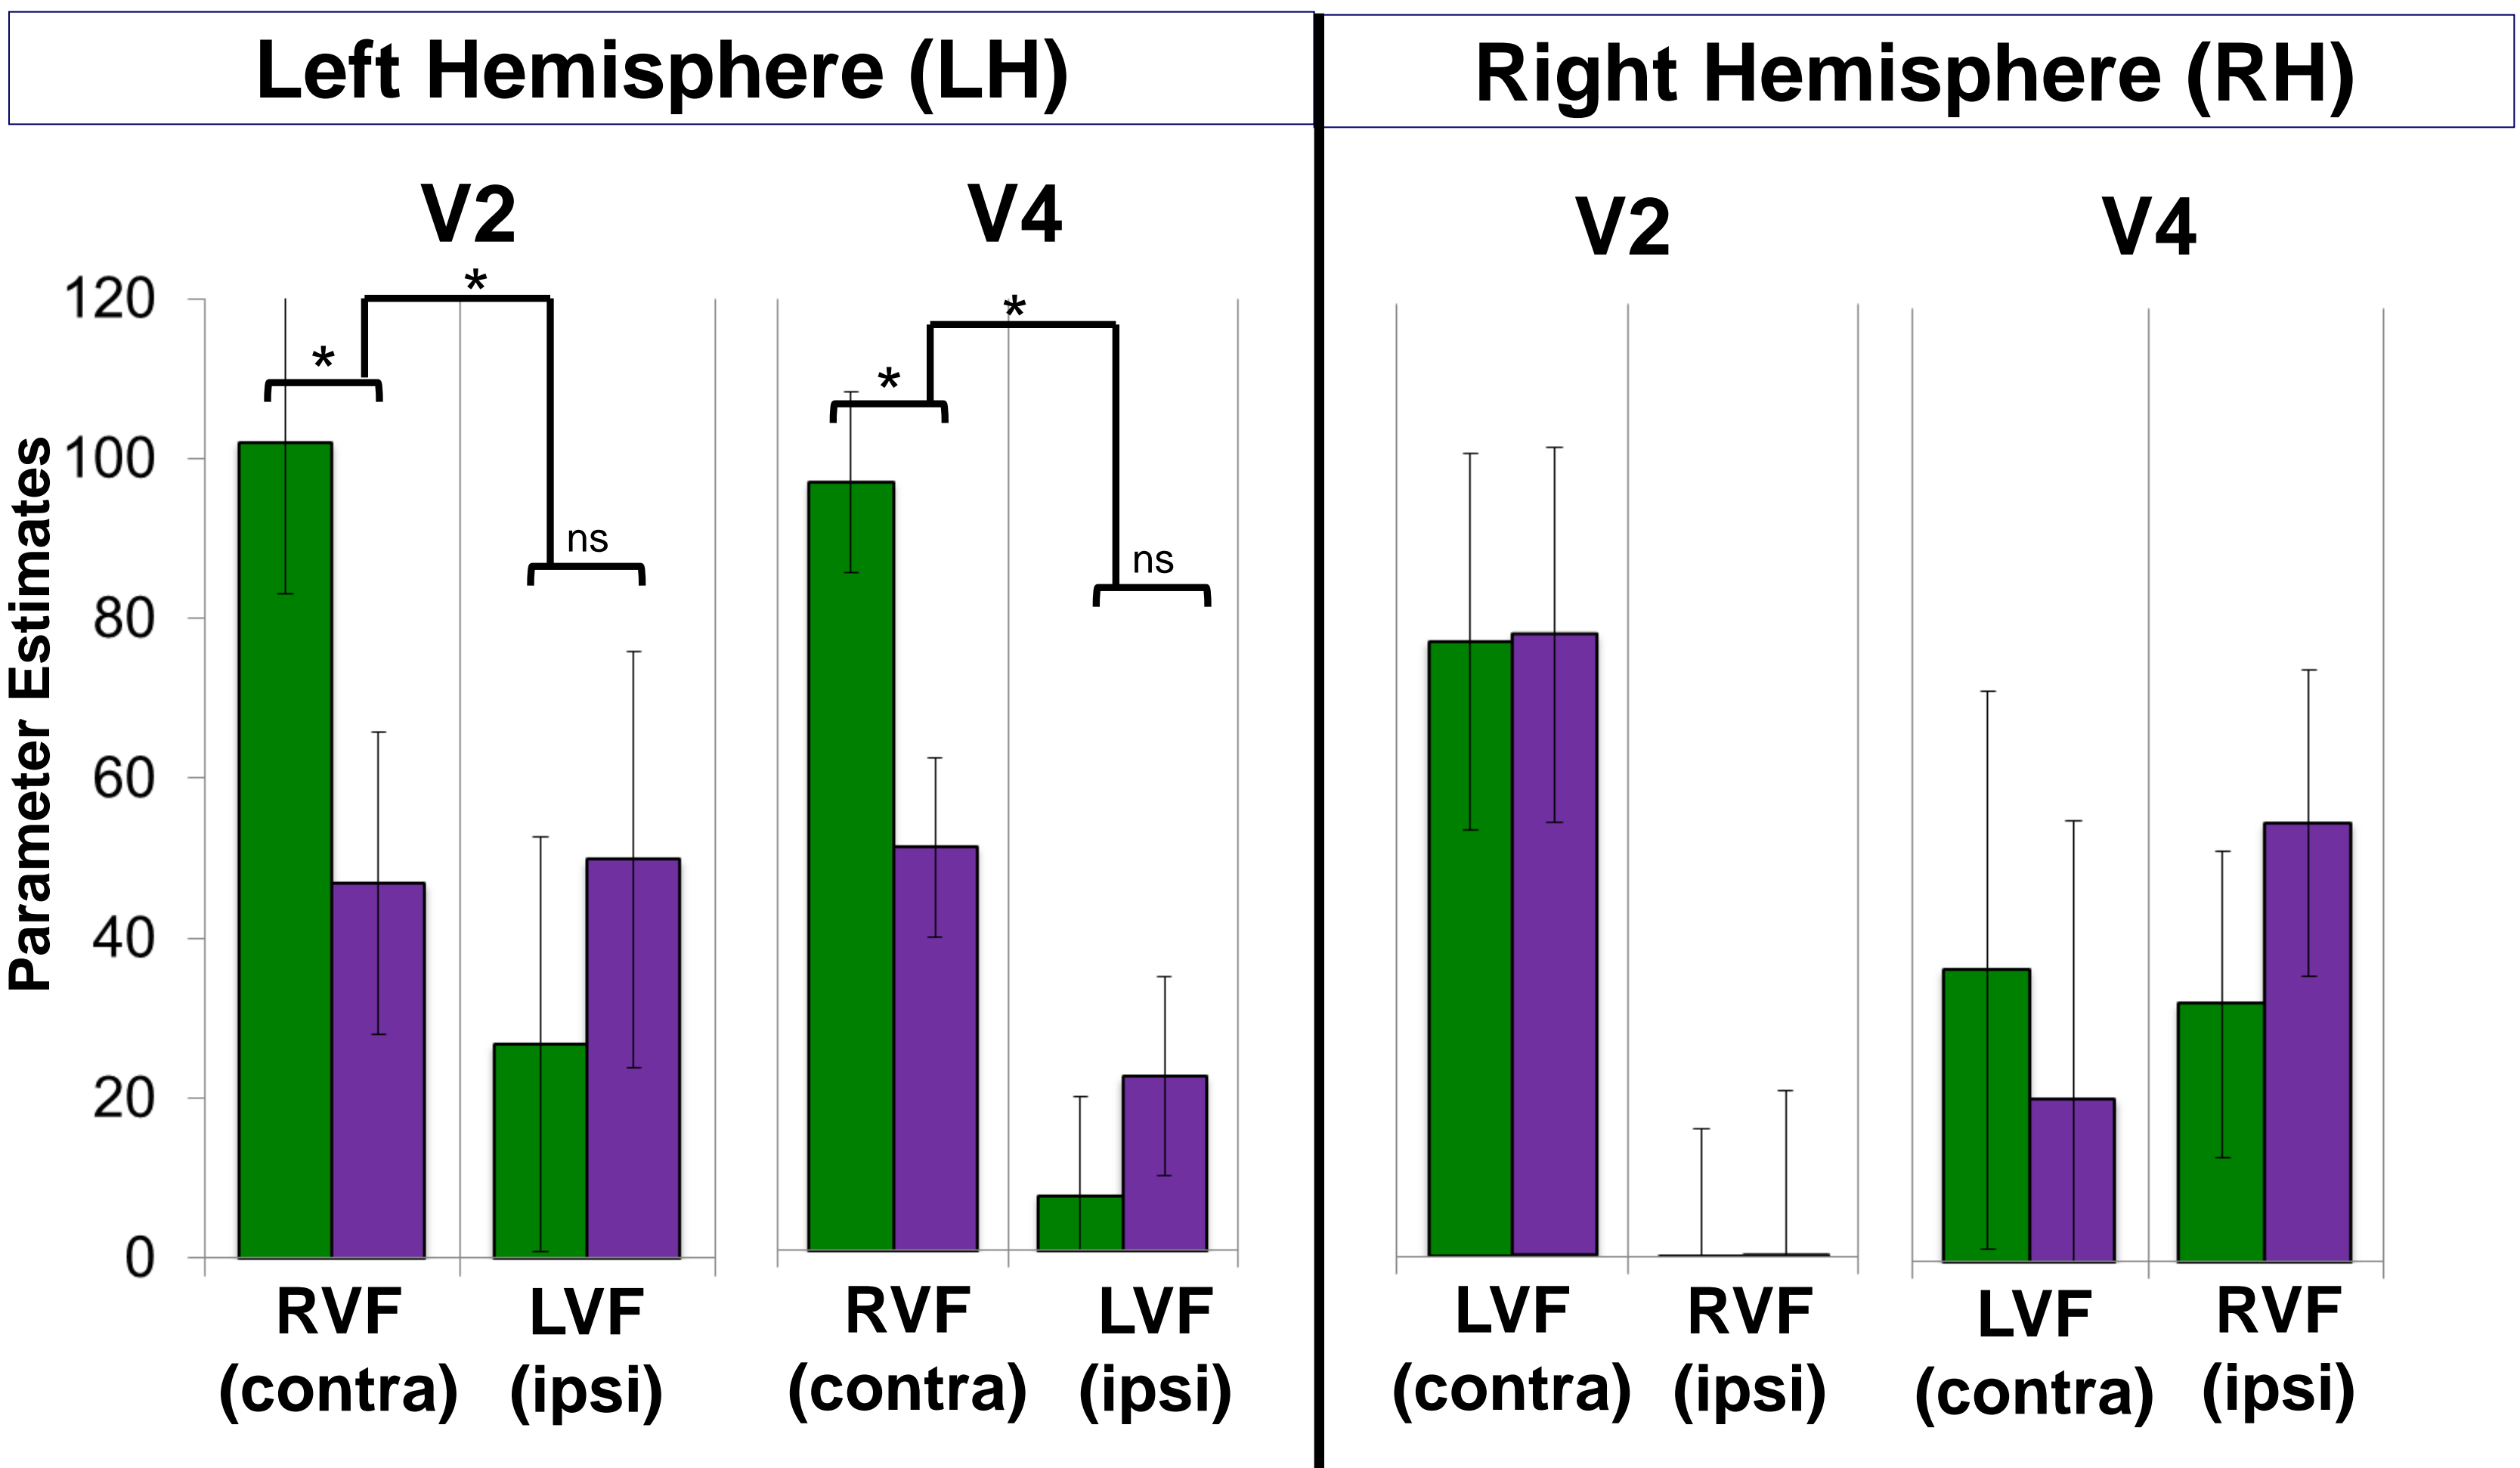 Left Hemisphere (LH)
Right Hemisphere (RH)
V2
V4
V2
V4
Parameter Estimates
120
100
80
60
40
20
0
*
*
ns
*
*
ns
RVF
(contra)
LVF
(ipsi)
RVF
(contra)
LVF
(ipsi)
LVF
(contra)
RVF
(ipsi)
LVF
(contra)
RVF
(ipsi)